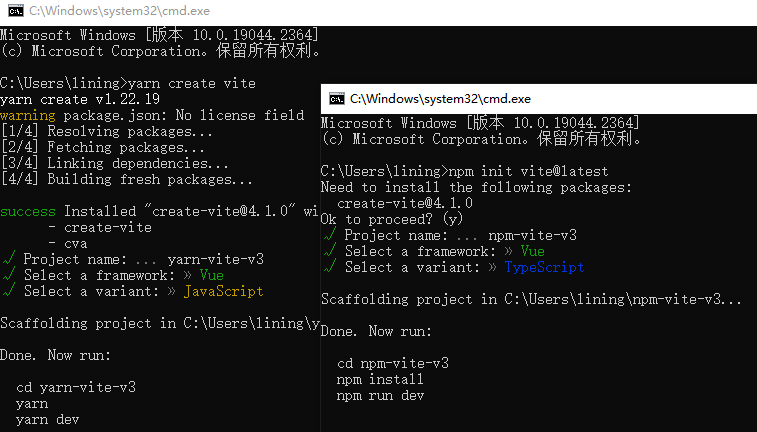 C:\Windows\system32\cmd.exe
Microsoft Windows [版本 10.0.19044.2364]
(c) Microsoft Corporation。保留所有权利。
C:\Users\lining>yarn create vite
yarn create v1.22.19
warning package.json: No license field
[1/4] Resolving packages...
[2/4] Fetching packages...
[3/4] Linking dependencies...
[4/4] Building fresh packages...
success Installed "create-vite@4.1.0" wi
- create-vite
- cva
√ Project name: ... yarn-vite-v3
√ Select a framework: » Vue
√ Select a variant: » JavaScript
Scaffolding project in C:\Users\lining\y
Done. Now run:
cd yarn-vite-v3
yarn
yarn dev
C:\Windows\system32\cmd.exe
Microsoft Windows [版本 10.0.19044.2364]
(c) Microsoft Corporation。保留所有权利。
C:\Users\lining>npm init vite@latest
Need to install the following packages:
create-vite@4.1.0
Ok to proceed? (y)
√ Project name: ... npm-vite-v3
√ Select a framework: » Vue
√ Select a variant: » TypeScript
Scaffolding project in C:\Users\lining\npm-vite-v3...
Done. Now run:
cd npm-vite-v3
npm install
npm run dev